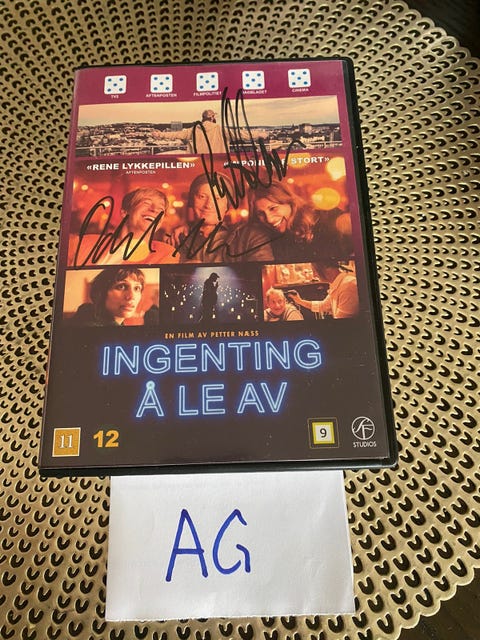 TV2 AFTENPOSTEN FILMPOLITIET DAGBLADET CINEMA
«RENE LYKKEPILLEN»
AFTENPOSTEN
STORT»
EN FILM AV PETTER NÆSS
INGENTING
Å LE AV
11 12 9 SF
STUDIOS
AG